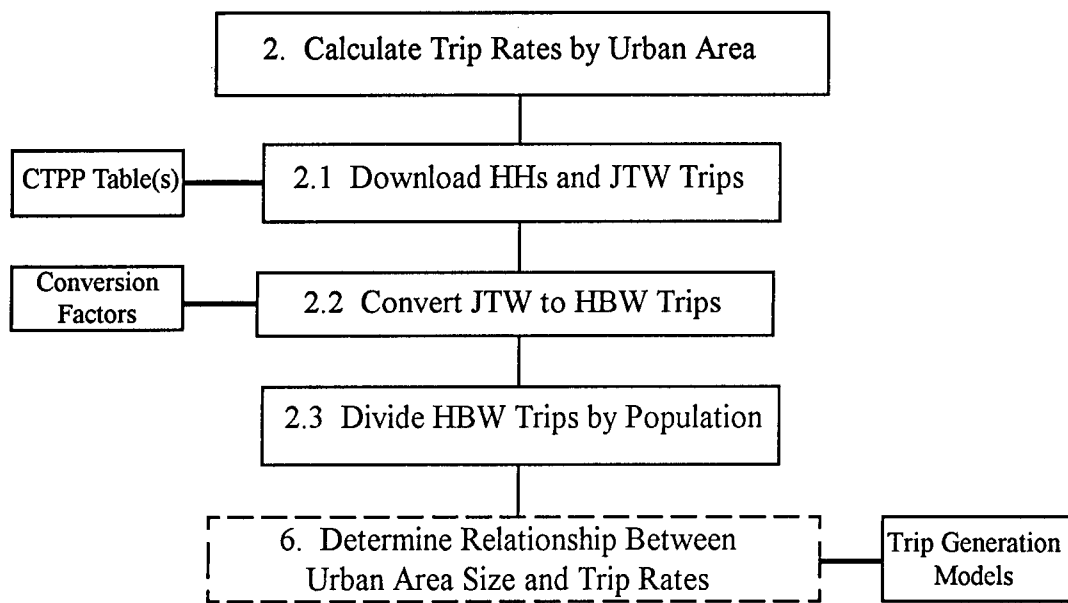 2. Calculate Trip Rates by Urban Area
CTPP Table(s)
2.1 Download HHs and JTW Trips
Conversion
Factors
2.2 Convert JTW to HBW Trips
2.3 Divide HBW Trips by Population
6. Determine Relationship Between
Urban Area Size and Trip Rates
Trip Generation
Models